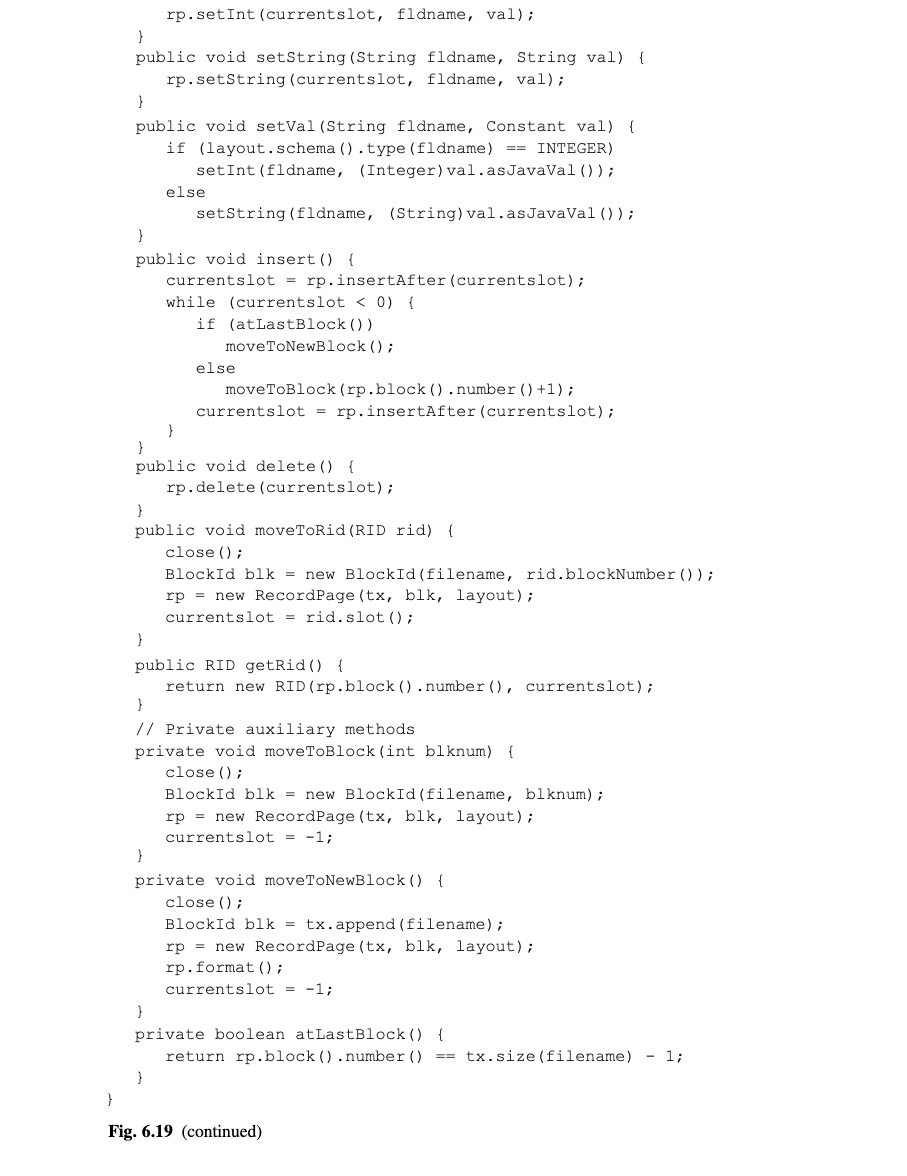 rp.setInt(currentslot, fldname, val);
   }
   public void setString(String fldname, String val) {
      rp.setString(currentslot, fldname, val);
   }
   public void setVal(String fldname, Constant val) {
      if (layout.schema().type(fldname) == INTEGER)
         setInt(fldname, (Integer)val.asJavaVal());
      else
         setString(fldname, (String)val.asJavaVal());
   }
   public void insert() {
      currentslot = rp.insertAfter(currentslot);
      while (currentslot < 0) {
         if (atLastBlock())
            moveToNewBlock();
         else
            moveToBlock(rp.block().number()+1);
         currentslot = rp.insertAfter(currentslot);
      }
   }
   public void delete() {
      rp.delete(currentslot);
   }
   public void moveToRid(RID rid) {
      close();
      BlockId blk = new BlockId(filename, rid.blockNumber());
      rp = new RecordPage(tx, blk, layout);
      currentslot = rid.slot();
   }
   public RID getRid() {
      return new RID(rp.block().number(), currentslot);
   }
   // Private auxiliary methods
   private void moveToBlock(int blknum) {
      close();
      BlockId blk = new BlockId(filename, blknum);
      rp = new RecordPage(tx, blk, layout);
      currentslot = -1;
   }
   private void moveToNewBlock() {
      close();
      BlockId blk = tx.append(filename);
      rp = new RecordPage(tx, blk, layout);
      rp.format();
      currentslot = -1;
   }
   private boolean atLastBlock() {
      return rp.block().number() == tx.size(filename) - 1;
   }
}
Fig. 6.19 (continued)